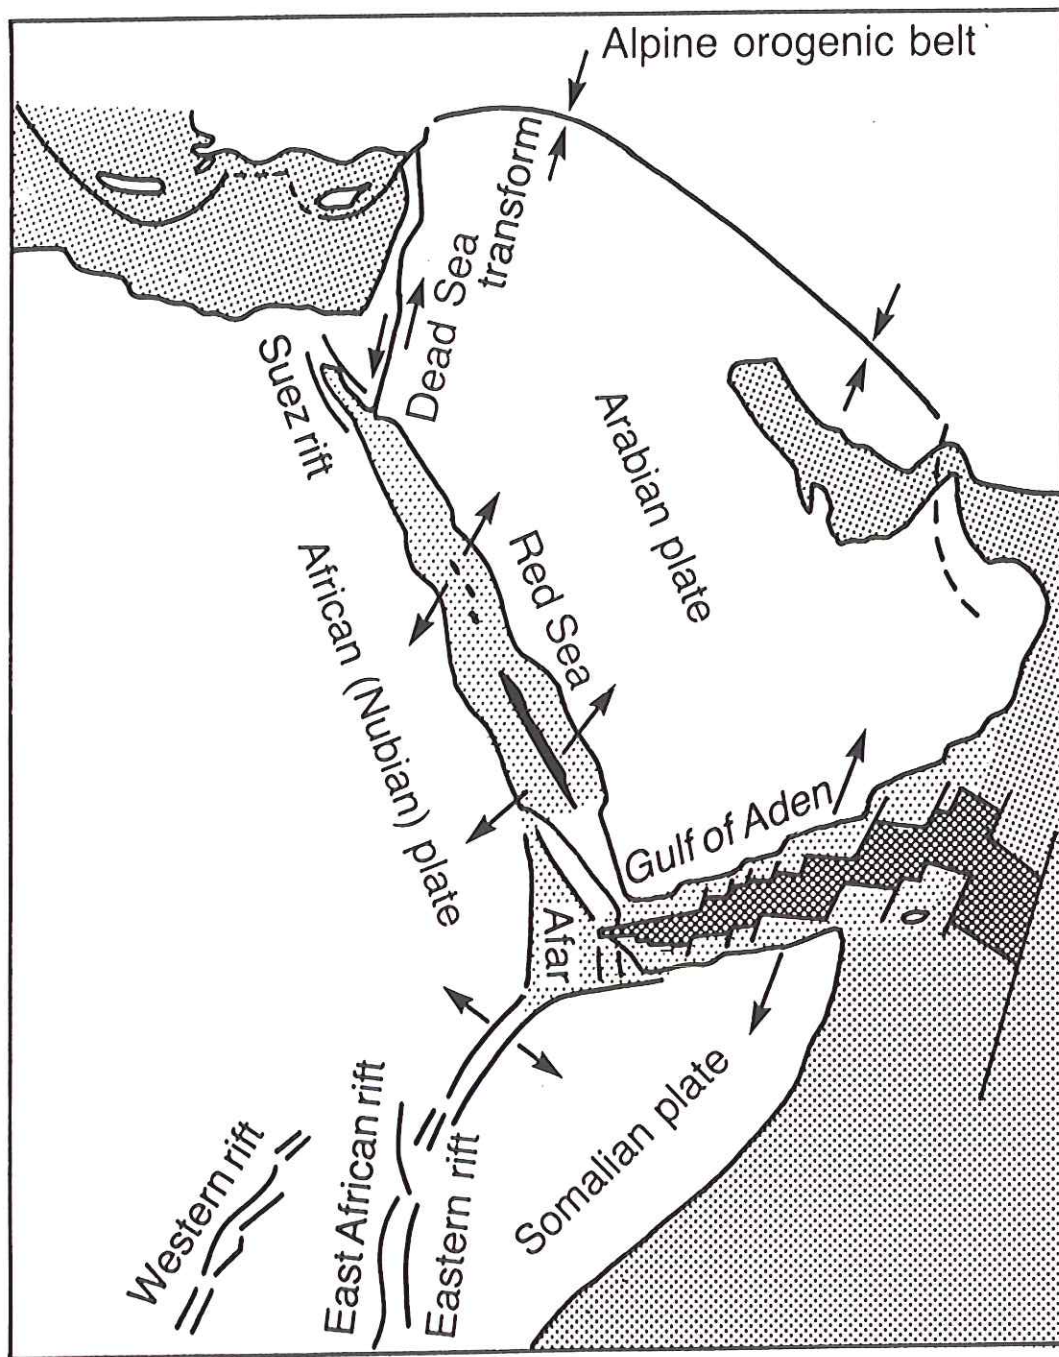 Alpine orogenic belt
Dead Sea
transform
Suez rift
Arabian plate
Red Sea
African (Nubian) plate
Gulf of Aden
Afar
Somalian plate
Western rift
East African rift
Eastern rift